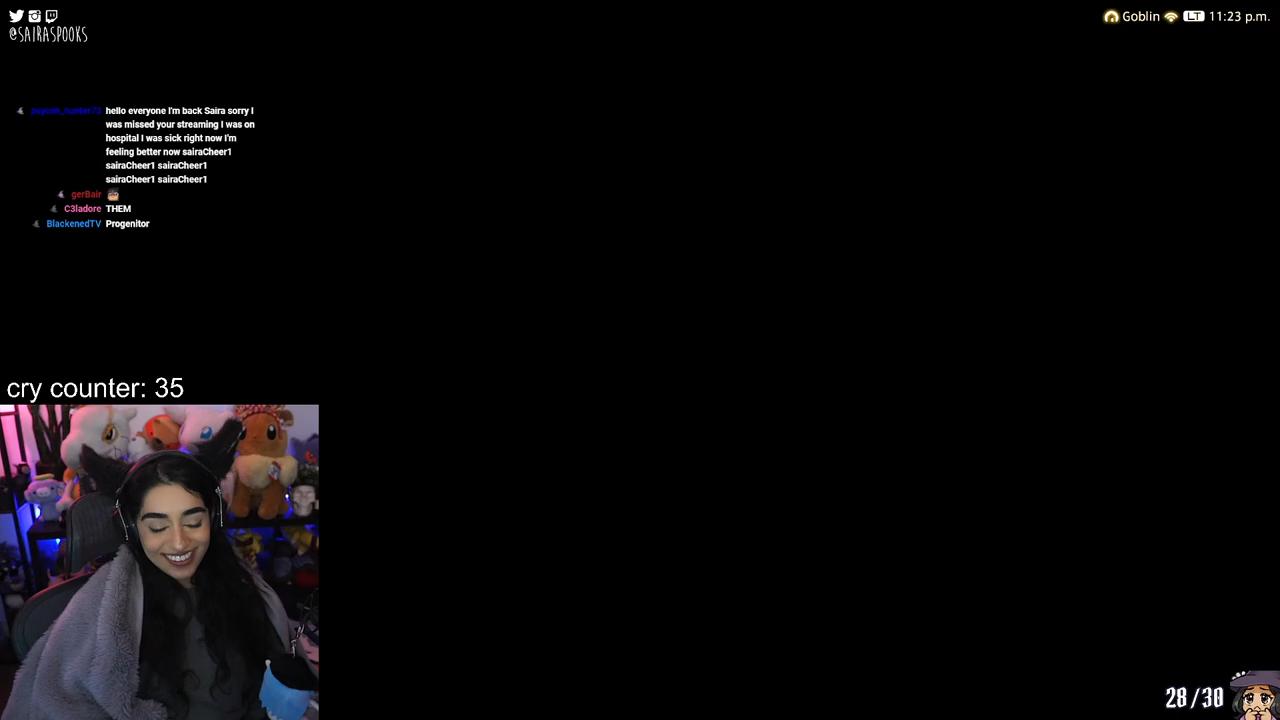 @SAIRASPOOKS
Goblin LT 11:23 p.m.
hello everyone I'm back Saira sorry I
was missed your streaming I was on
hospital I was sick right now I'm
feeling better now sairaCheer1
sairaCheer1 sairaCheer1
sairaCheer1 sairaCheer1
gerBair
C3ladore THEM
BlackenedTV Progenitor
cry counter: 35
28/30